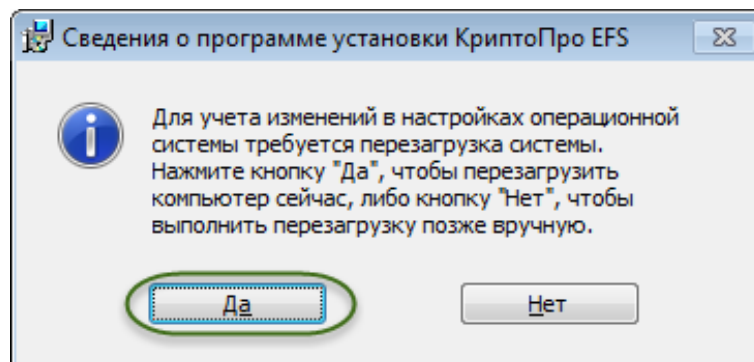 Сведения о программе установки КриптоПро EFS
Для учета изменений в настройках операционной
системы требуется перезагрузка системы.
Нажмите кнопку "Да", чтобы перезагрузить
компьютер сейчас, либо кнопку "Нет", чтобы
выполнить перезагрузку позже вручную.
Да Нет